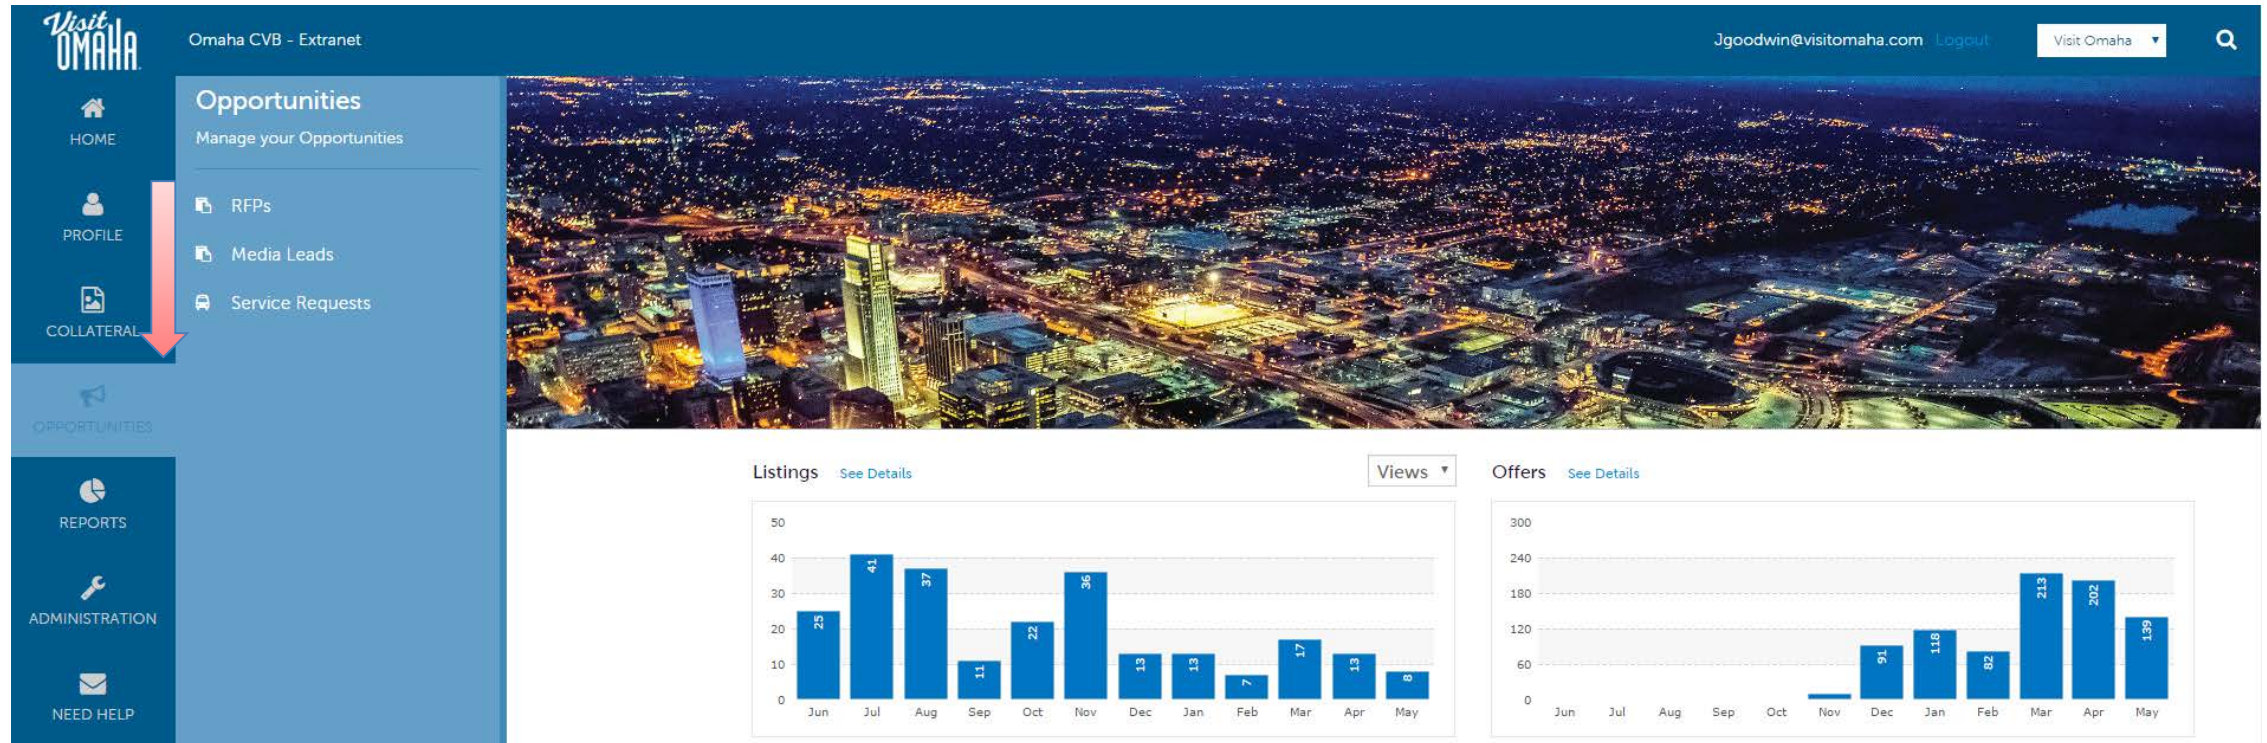 Visit
OMAHA
Omaha CVB - Extranet
Jgoodwin@visitomaha.com Logout
Visit Omaha
HOME
PROFILE
COLLATERAL
OPPORTUNITIES
REPORTS
ADMINISTRATION
NEED HELP
Opportunities
Manage your Opportunities
RFPs
Media Leads
Service Requests
Listings See Details
Views
50
40
30
20
10
0
25
41
37
11
22
36
13
13
7
17
13
8
Jun Jul Aug Sep Oct Nov Dec Jan Feb Mar Apr May
Offers See Details
300
240
180
120
60
0
91
118
82
213
202
139
Jun Jul Aug Sep Oct Nov Dec Jan Feb Mar Apr May